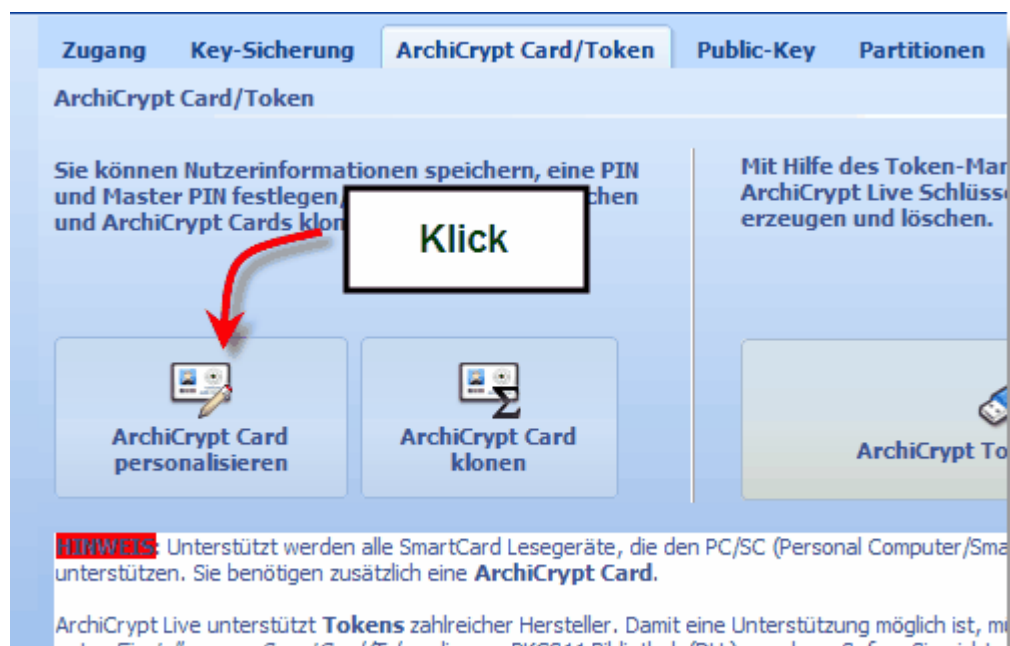 Zugang Key-Sicherung ArchiCrypt Card/Token Public-Key Partitionen
ArchiCrypt Card/Token
Sie können Nutzerinformationen speichern, eine PIN
und Master PIN festlegen, chen
und ArchiCrypt Cards klon
Klick
Mit Hilfe des Token-Man
ArchiCrypt Live Schlüsse
erzeugen und löschen.
ArchiCrypt Card
personalisieren
ArchiCrypt Card
klonen
ArchiCrypt To
HINWEIS: Unterstützt werden alle SmartCard Lesegeräte, die den PC/SC (Personal Computer/Sma
unterstützen. Sie benötigen zusätzlich eine ArchiCrypt Card.
ArchiCrypt Live unterstützt Tokens zahlreicher Hersteller. Damit eine Unterstützung möglich ist, mu